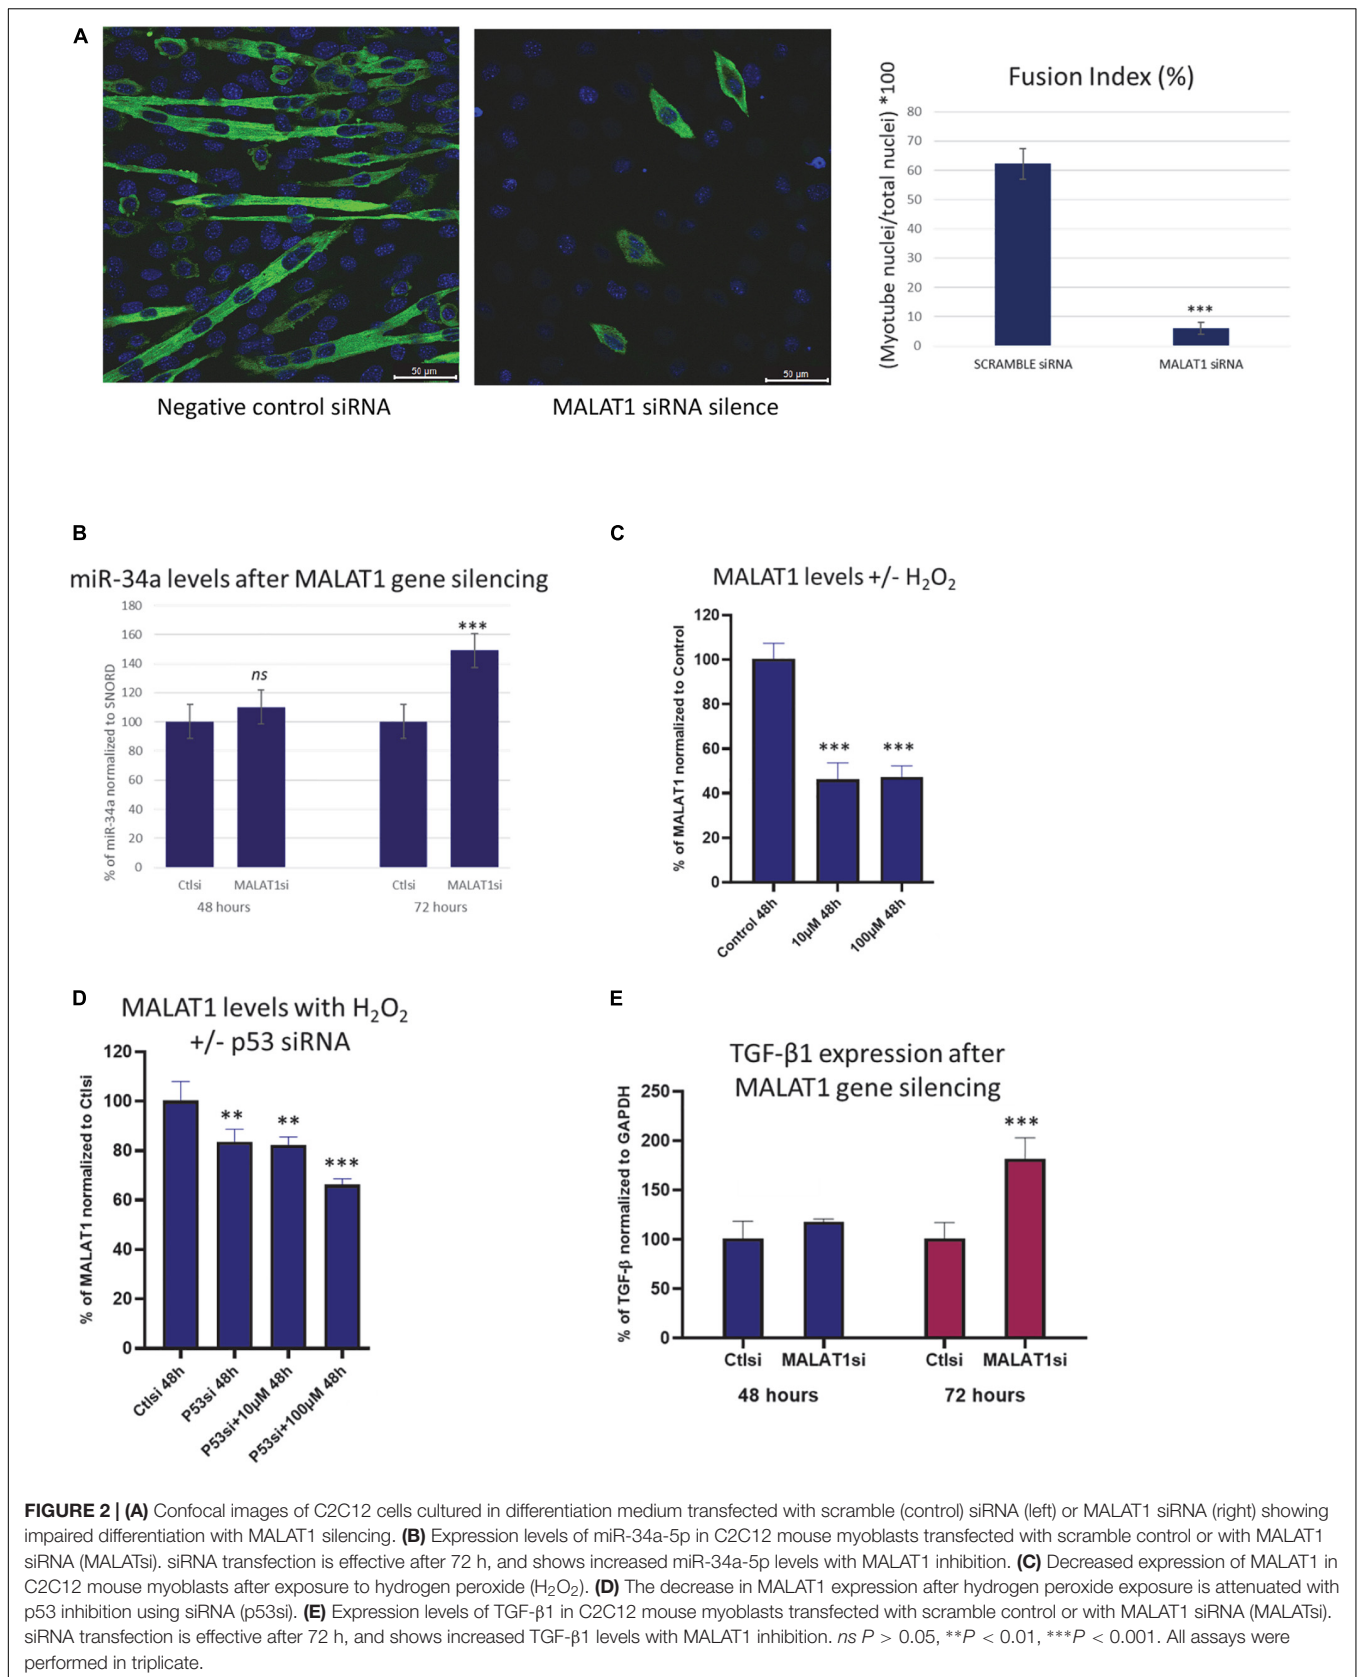 A
50 µm
50 µm
Negative control siRNA
MALAT1 siRNA silence
Fusion Index (%)
(Myotube nuclei/total nuclei) *100
80
70
60
50
40
30
20
10
0
***
SCRAMBLE siRNA
MALAT1 siRNA
B
miR-34a levels after MALAT1 gene silencing
% of miR-34a normalized to SNORD
180
160
140
120
100
80
60
40
20
0
ns
***
Ctlsi
MALAT1si
Ctlsi
MALAT1si
48 hours
72 hours
C
MALAT1 levels +/- H₂O₂
% of MALAT1 normalized to Control
120
100
80
60
40
20
0
***
***
Control 48h
10µM 48h
100µM 48h
D
MALAT1 levels with H₂O₂
+/- p53 siRNA
% of MALAT1 normalized to Ctlsi
120
100
80
60
40
20
0
**
**
***
Ctlsi 48h
P53si 48h
P53si+10µM 48h
P53si+100µM 48h
E
TGF-β1 expression after
MALAT1 gene silencing
% of TGF-β normalized to GAPDH
250
200
150
100
50
0
***
Ctlsi
MALAT1si
Ctlsi
MALAT1si
48 hours
72 hours
FIGURE 2 | (A) Confocal images of C2C12 cells cultured in differentiation medium transfected with scramble (control) siRNA (left) or MALAT1 siRNA (right) showing
impaired differentiation with MALAT1 silencing. (B) Expression levels of miR-34a-5p in C2C12 mouse myoblasts transfected with scramble control or with MALAT1
siRNA (MALATsi). siRNA transfection is effective after 72 h, and shows increased miR-34a-5p levels with MALAT1 inhibition. (C) Decreased expression of MALAT1 in
C2C12 mouse myoblasts after exposure to hydrogen peroxide (H₂O₂). (D) The decrease in MALAT1 expression after hydrogen peroxide exposure is attenuated with
p53 inhibition using siRNA (p53si). (E) Expression levels of TGF-β1 in C2C12 mouse myoblasts transfected with scramble control or with MALAT1 siRNA (MALATsi).
siRNA transfection is effective after 72 h, and shows increased TGF-β1 levels with MALAT1 inhibition. ns P > 0.05, **P < 0.01, ***P < 0.001. All assays were
performed in triplicate.